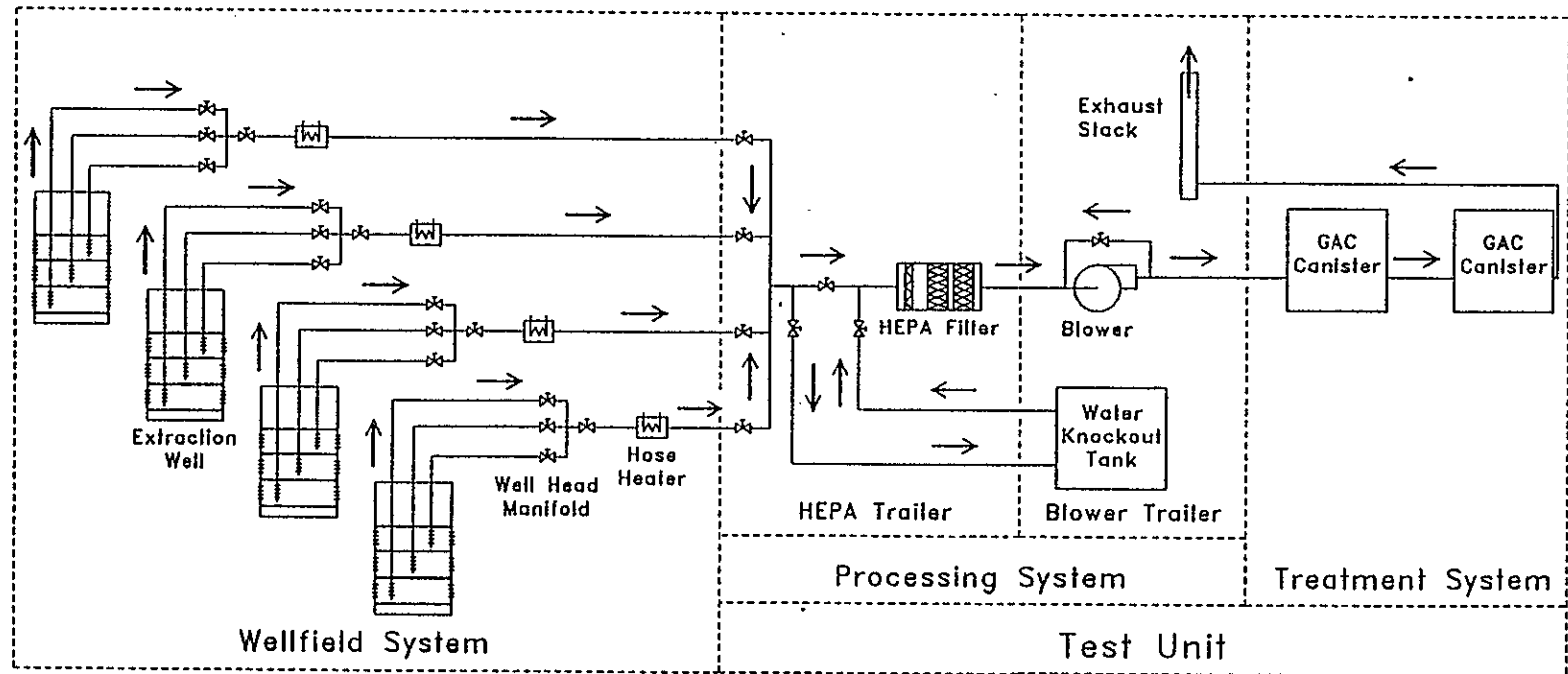 Exhaust
Stack
GAC
Canister
GAC
Canister
HEPA Filter
Blower
Extraction
Well
Well Head
Manifold
Hose
Heater
Water
Knockout
Tank
HEPA Trailer
Blower Trailer
Processing System
Treatment System
Wellfield System
Test Unit